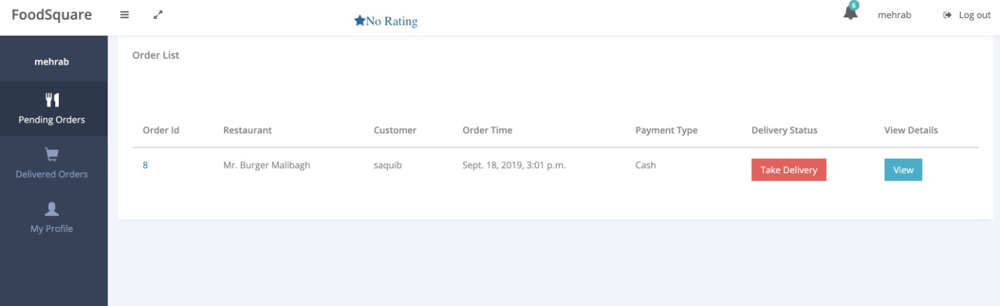 FoodSquare
No Rating
6
mehrab
Log out
mehrab
Pending Orders
Delivered Orders
My Profile
Order List
Order Id Restaurant Customer Order Time Payment Type Delivery Status View Details
8 Mr. Burger Malibagh saquib Sept. 18, 2019, 3:01 p.m. Cash Take Delivery View